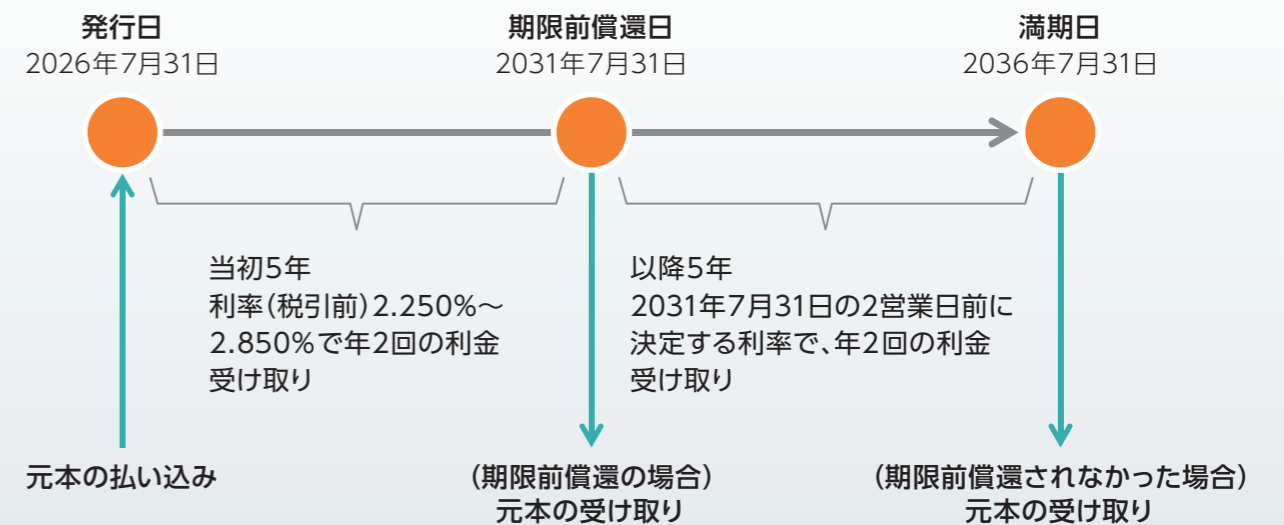 発行日
2026年7月31日
期限前償還日
2031年7月31日
満期日
2036年7月31日
当初5年
利率(税引前)2.250%～
2.850%で年2回の利金
受け取り
以降5年
2031年7月31日の2営業日前に
決定する利率で、年2回の利金
受け取り
元本の払い込み
(期限前償還の場合)
元本の受け取り
(期限前償還されなかった場合)
元本の受け取り